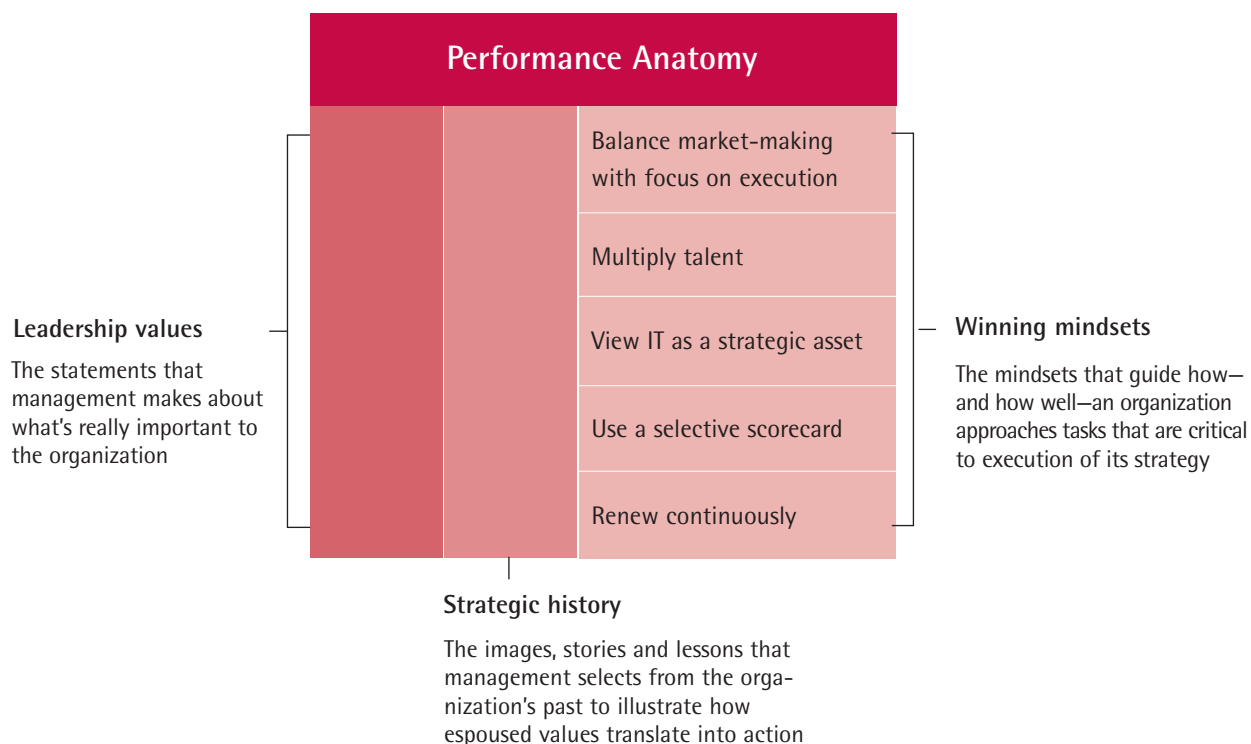 Performance Anatomy
Balance market-making
with focus on execution
Multiply talent
View IT as a strategic asset
Use a selective scorecard
Renew continuously
Leadership values
The statements that
management makes about
what's really important to
the organization
Winning mindsets
The mindsets that guide how—
and how well—an organization
approaches tasks that are critical
to execution of its strategy
Strategic history
The images, stories and lessons that
management selects from the orga-
nization's past to illustrate how
espoused values translate into action